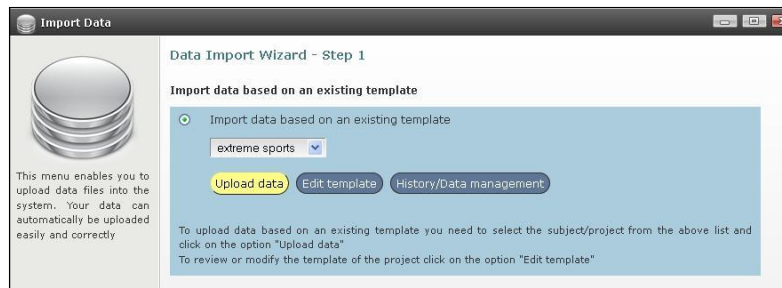 Import Data
Data Import Wizard - Step 1
Import data based on an existing template
Import data based on an existing template
extreme sports
Upload data
Edit template
History/Data management
This menu enables you to
upload data files into the
system. Your data can
automatically be uploaded
easily and correctly
To upload data based on an existing template you need to select the subject/project from the above list and
click on the option "Upload data"
To review or modify the template of the project click on the option "Edit template"